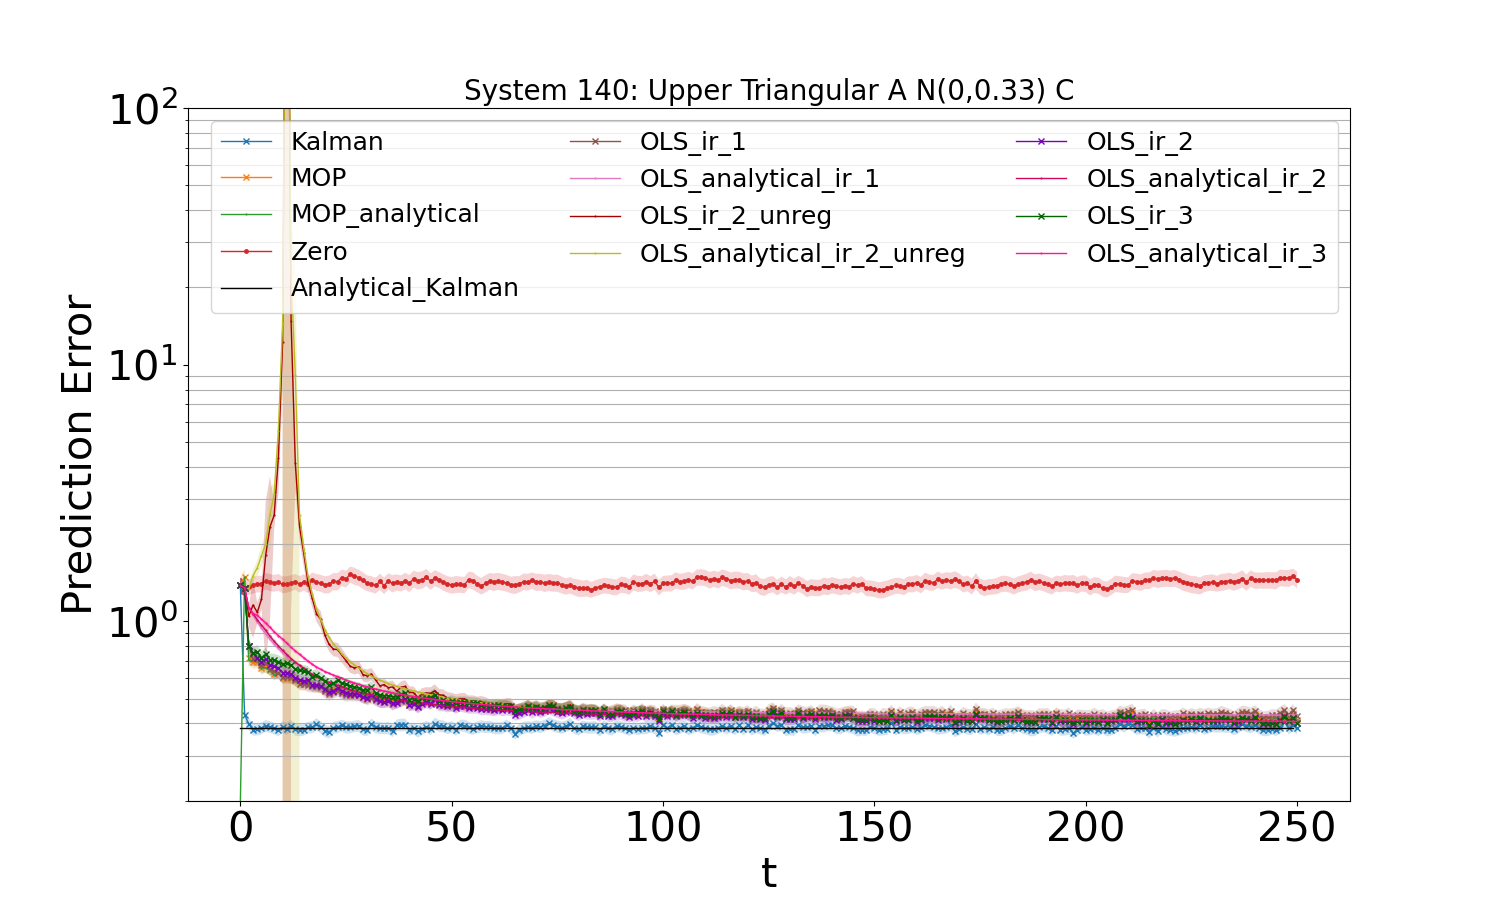 System 140: Upper Triangular A N(0,0.33) C
Kalman
MOP
MOP_analytical
Zero
Analytical_Kalman
OLS_ir_1
OLS_analytical_ir_1
OLS_ir_2_unreg
OLS_analytical_ir_2_unreg
OLS_ir_2
OLS_analytical_ir_2
OLS_ir_3
OLS_analytical_ir_3
Prediction Error
10²
10¹
10⁰
0 50 100 150 200 250
t